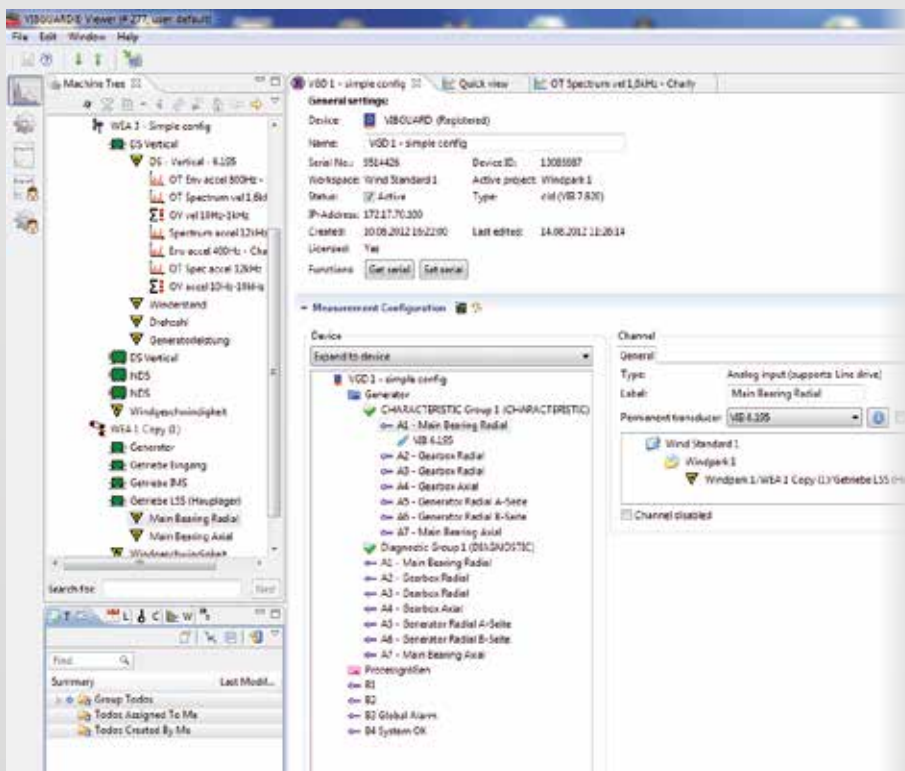 VIBGUARD® Viewer (# 277, user: default)
File Edit Window Help
Machine Tree
WEA 3 - Simple config
DS Vertical
DS - Vertical - 6.195
OT Env accel 800Hz -
OT Spectrum vel 1,6kH
OV vel 10Hz-1kHz
Spectrum accel 12kHz
Env accel 400Hz - Cha
OT Spec accel 12kHz
OV accel 10Hz-10kHz
Winderstand
Drehzahl
Generatorleistung
DS Vertical
NDS
NDS
Windgeschwindigkeit
WEA 1 Copy (1)
Generator
Getriebe Eingang
Getriebe IMS
Getriebe LSS (Hauptlager)
Main Bearing Radial
Main Bearing Axial
Windgeschwindigkeit
Search for:
Next
T L C W
Find:
Summary Last Modif...
Group Todos
Todos Assigned To Me
Todos Created By Me
VGD 1 - simple config Quick view OT Spectrum vel 1,6kHz - Charly
General settings:
Device: VIBGUARD (Registered)
Name: VGD 1 - simple config
Serial No.: Device ID:
Workspace: Wind Standard 1 Active project: Windpark 1
Status: Active Type: old (VIB 7.820)
IP-Address: 172.17.70.100
Created: 10.08.2012 16:22:00 Last edited: 14.08.2012 11:26:14
Licensed: Yes
Functions: Get serial Set serial
Measurement Configuration
Device
Expand to device
VGD 1 - simple config
Generator
CHARACTERISTIC Group 1 (CHARACTERISTIC)
A1 - Main Bearing Radial
VIB 6.195
A2 - Gearbox Radial
A3 - Gearbox Radial
A4 - Gearbox Axial
A5 - Generator Radial A-Seite
A6 - Generator Radial B-Seite
A7 - Main Bearing Axial
Diagnostic Group 1 (DIAGNOSTIC)
A1 - Main Bearing Radial
A2 - Gearbox Radial
A3 - Gearbox Radial
A4 - Gearbox Axial
A5 - Generator Radial A-Seite
A6 - Generator Radial B-Seite
A7 - Main Bearing Axial
Processgrößen
B1
B2
B3 Global Alarm
B4 System OK
Channel
General
Type: Analog input (supports Line drive)
Label: Main Bearing Radial
Permanent transducer: VIB 6.195
Wind Standard 1
Windpark 1
Windpark 1/WEA 1 Copy (1)/Getriebe LSS
Channel disabled